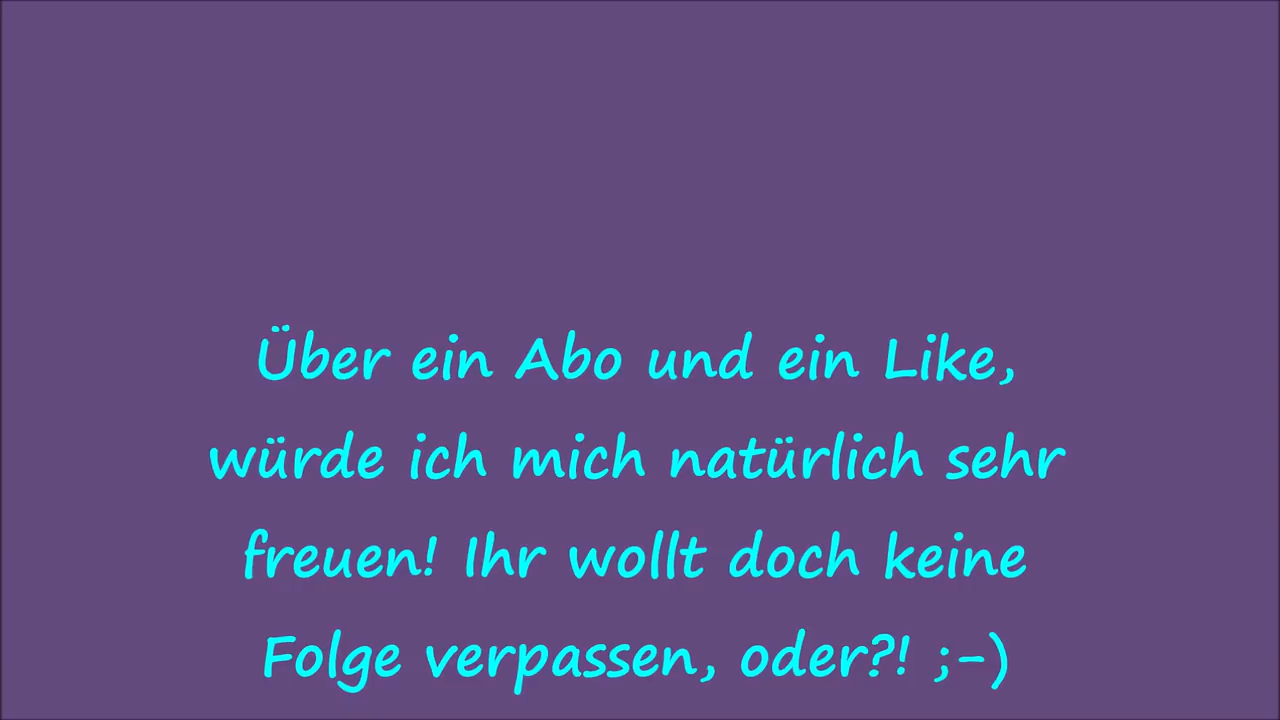 Über ein Abo und ein Like,
würde ich mich natürlich sehr
freuen! Ihr wollt doch keine
Folge verpassen, oder?! ;-)